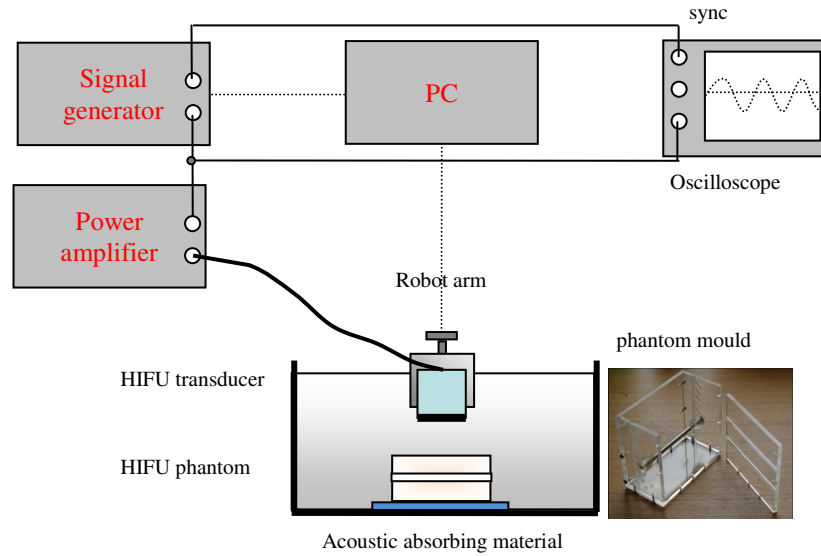 sync
Signal
generator
PC
Oscilloscope
Power
amplifier
Robot arm
phantom mould
HIFU transducer
HIFU phantom
Acoustic absorbing material